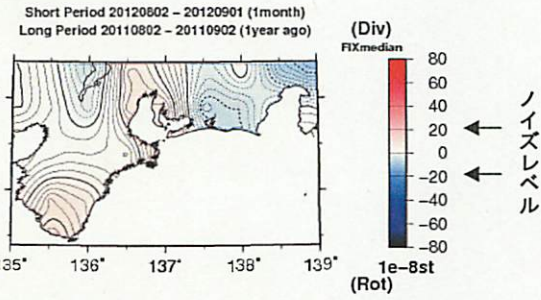 Short Period 20120802 − 20120901 (1month)
Long Period 20110802 − 20110902 (1year ago)
(Div)
FIXmedian
80
60
40
20
0
−20
−40
−60
−80
1e−8st
(Rot)
ノイズレベル
135˚ 136˚ 137˚ 138˚ 139˚